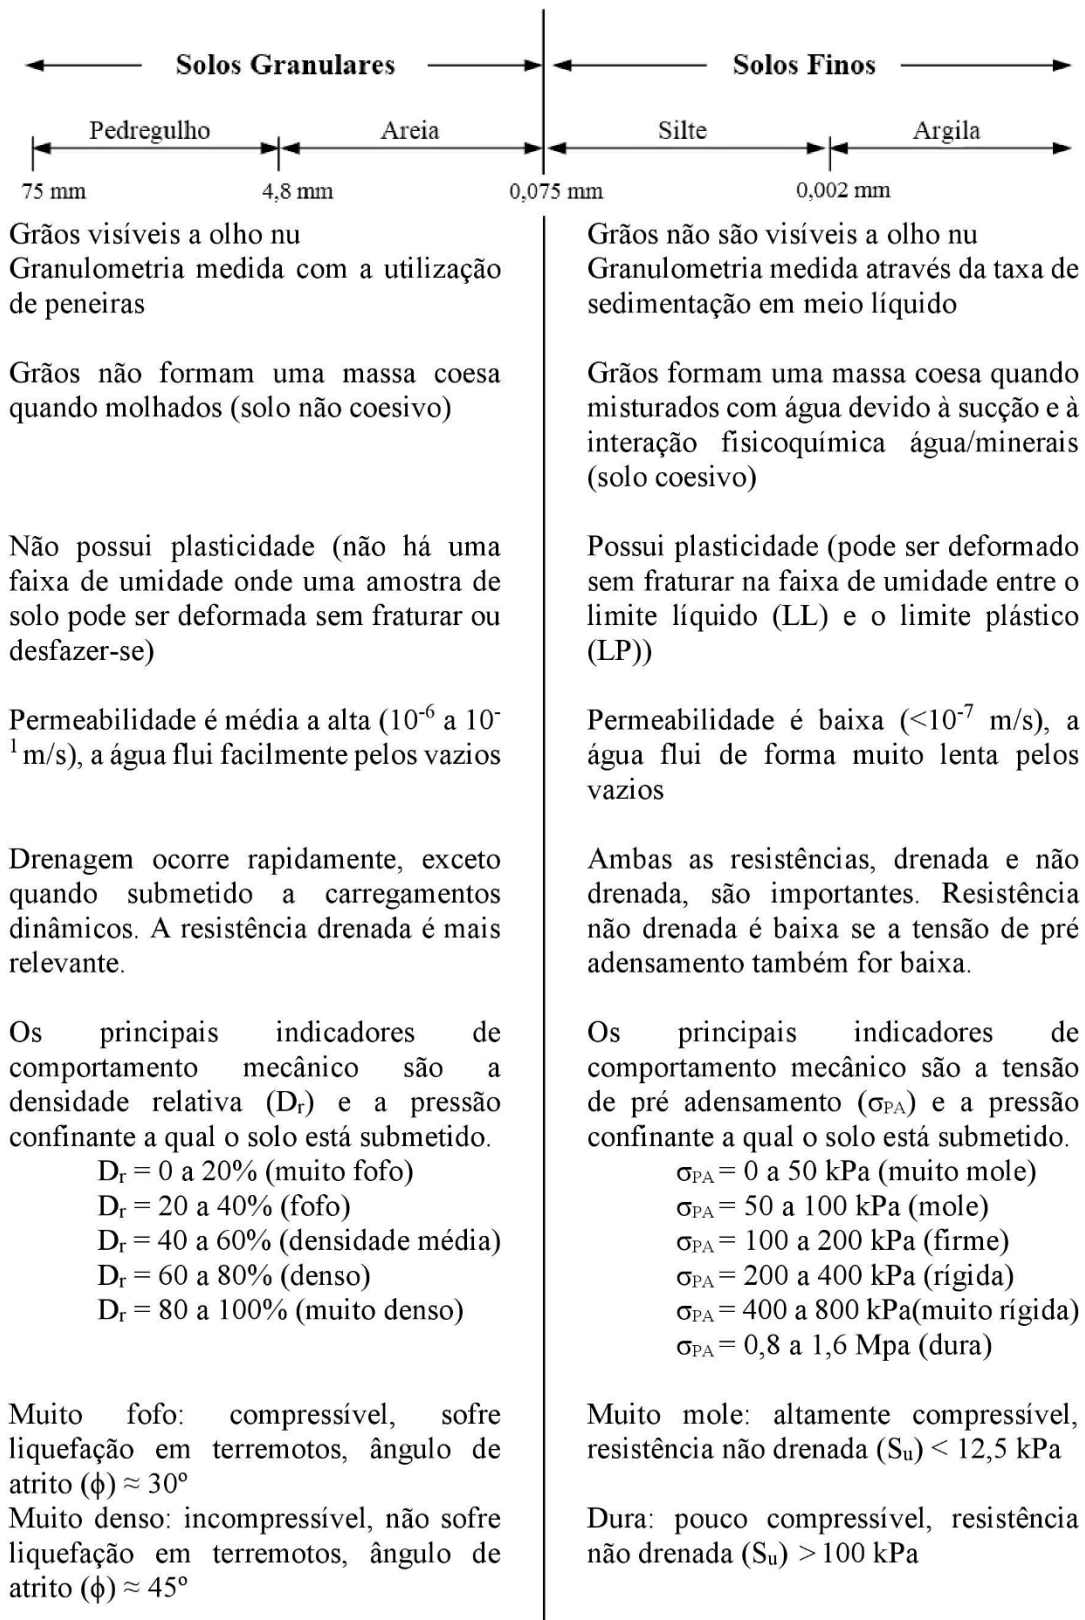 Solos Granulares
Solos Finos
Pedregulho
Areia
Silte
Argila
75 mm
4,8 mm
0,075 mm
0,002 mm
Grãos visíveis a olho nu
Granulometria medida com a utilização
de peneiras
Grãos não formam uma massa coesa
quando molhados (solo não coesivo)
Não possui plasticidade (não há uma
faixa de umidade onde uma amostra de
solo pode ser deformada sem fraturar ou
desfazer-se)
Permeabilidade é média a alta (10⁻⁶ a 10⁻
¹ m/s), a água flui facilmente pelos vazios
Drenagem ocorre rapidamente, exceto
quando submetido a carregamentos
dinâmicos. A resistência drenada é mais
relevante.
Os principais indicadores de
comportamento mecânico são a
densidade relativa (Dᵣ) e a pressão
confinante a qual o solo está submetido.
Dᵣ = 0 a 20% (muito fofo)
Dᵣ = 20 a 40% (fofo)
Dᵣ = 40 a 60% (densidade média)
Dᵣ = 60 a 80% (denso)
Dᵣ = 80 a 100% (muito denso)
Muito fofo: compressível, sofre
liquefação em terremotos, ângulo de
atrito (ϕ) ≈ 30º
Muito denso: incompressível, não sofre
liquefação em terremotos, ângulo de
atrito (ϕ) ≈ 45º
Grãos não são visíveis a olho nu
Granulometria medida através da taxa de
sedimentação em meio líquido
Grãos formam uma massa coesa quando
misturados com água devido à sucção e à
interação fisicoquímica água/minerais
(solo coesivo)
Possui plasticidade (pode ser deformado
sem fraturar na faixa de umidade entre o
limite líquido (LL) e o limite plástico
(LP))
Permeabilidade é baixa (<10⁻⁷ m/s), a
água flui de forma muito lenta pelos
vazios
Ambas as resistências, drenada e não
drenada, são importantes. Resistência
não drenada é baixa se a tensão de pré
adensamento também for baixa.
Os principais indicadores de
comportamento mecânico são a tensão
de pré adensamento (σPA) e a pressão
confinante a qual o solo está submetido.
σPA = 0 a 50 kPa (muito mole)
σPA = 50 a 100 kPa (mole)
σPA = 100 a 200 kPa (firme)
σPA = 200 a 400 kPa (rígida)
σPA = 400 a 800 kPa(muito rígida)
σPA = 0,8 a 1,6 Mpa (dura)
Muito mole: altamente compressível,
resistência não drenada (Sᵤ) < 12,5 kPa
Dura: pouco compressível, resistência
não drenada (Sᵤ) > 100 kPa